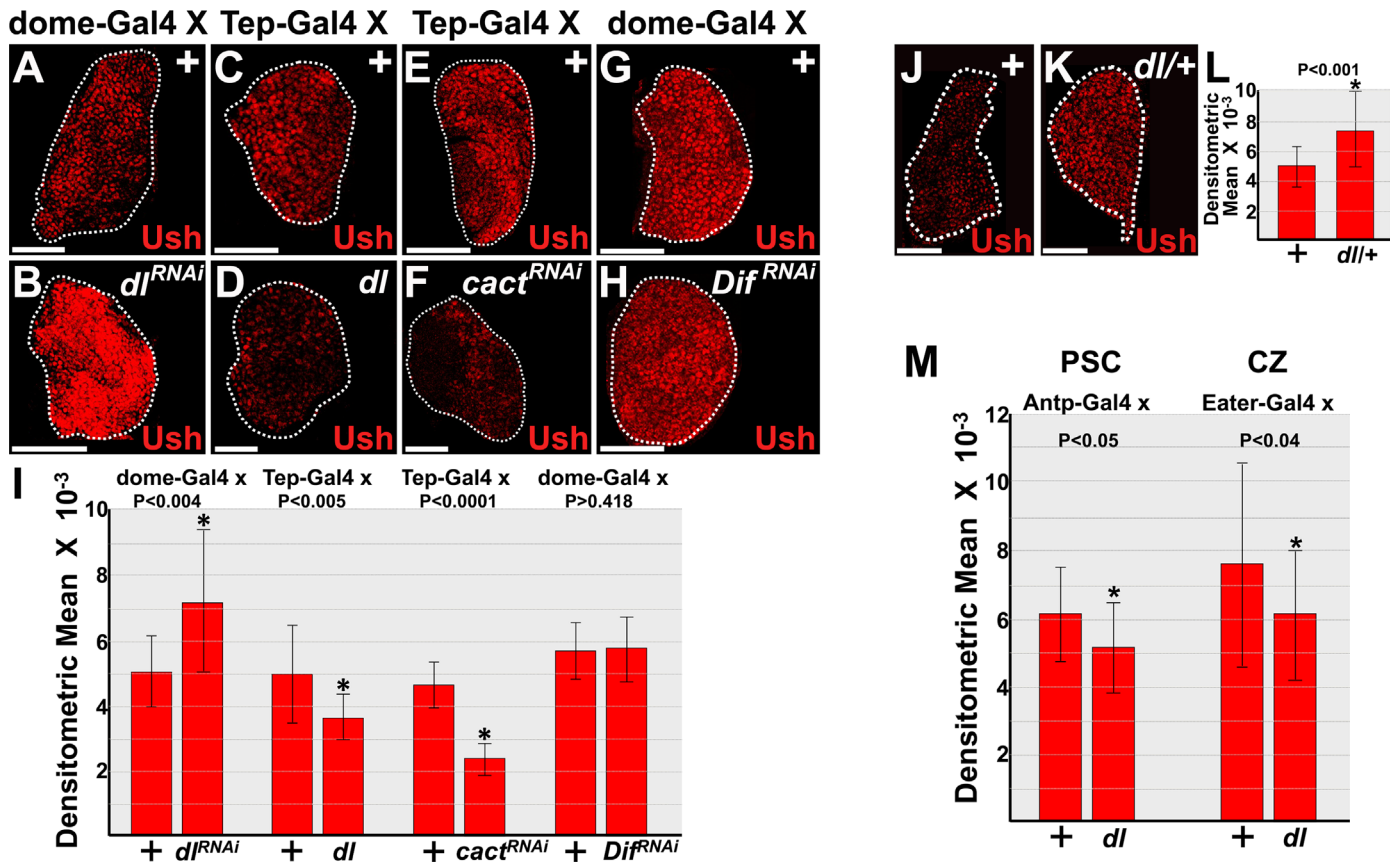 dome-Gal4 X Tep-Gal4 X Tep-Gal4 X dome-Gal4 X
A + C + E + G +
Ush Ush Ush Ush
B dl^RNAi D dl F cact^RNAi H Dif^RNAi
Ush Ush Ush Ush
J + K dl/+
Ush Ush
L
P<0.001
*
Densitometric
Mean X 10^-3
10
8
6
4
2
+ dl/+
I
dome-Gal4 x Tep-Gal4 x Tep-Gal4 x dome-Gal4 x
P<0.004 P<0.005 P<0.0001 P>0.418
* * *
Densitometric Mean X 10^-3
10
8
6
4
2
+ dl^RNAi + dl + cact^RNAi + Dif^RNAi
M
PSC CZ
Antp-Gal4 x Eater-Gal4 x
P<0.05 P<0.04
* *
Densitometric Mean X 10^-3
12
10
8
6
4
2
+ dl + dl